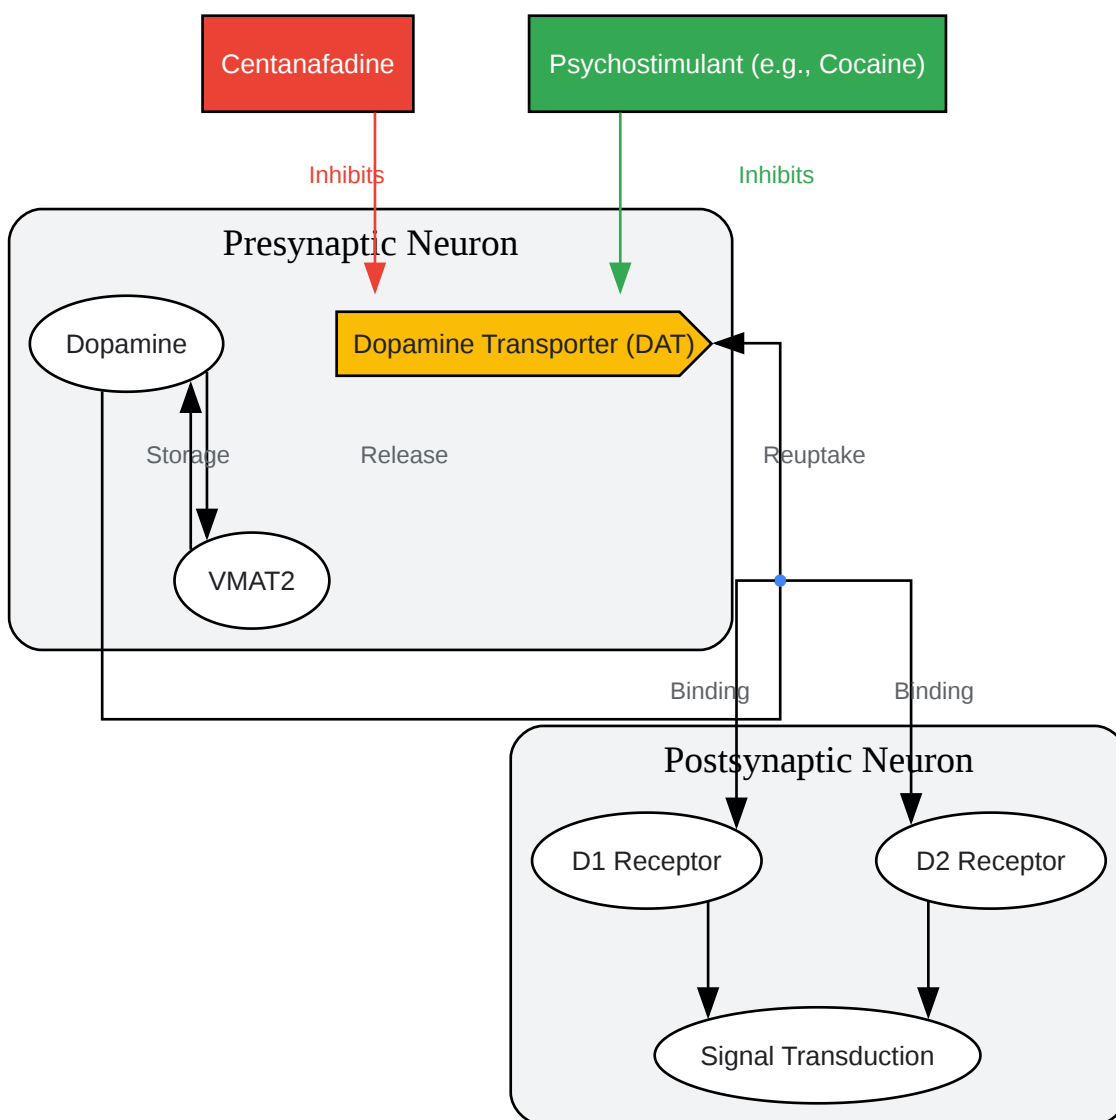 Centanafadine
Psychostimulant (e.g., Cocaine)
Inhibits
Inhibits
Presynaptic Neuron
Dopamine
Dopamine Transporter (DAT)
Storage
Release
Reuptake
VMAT2
Binding
Binding
Postsynaptic Neuron
D1 Receptor
D2 Receptor
Signal Transduction